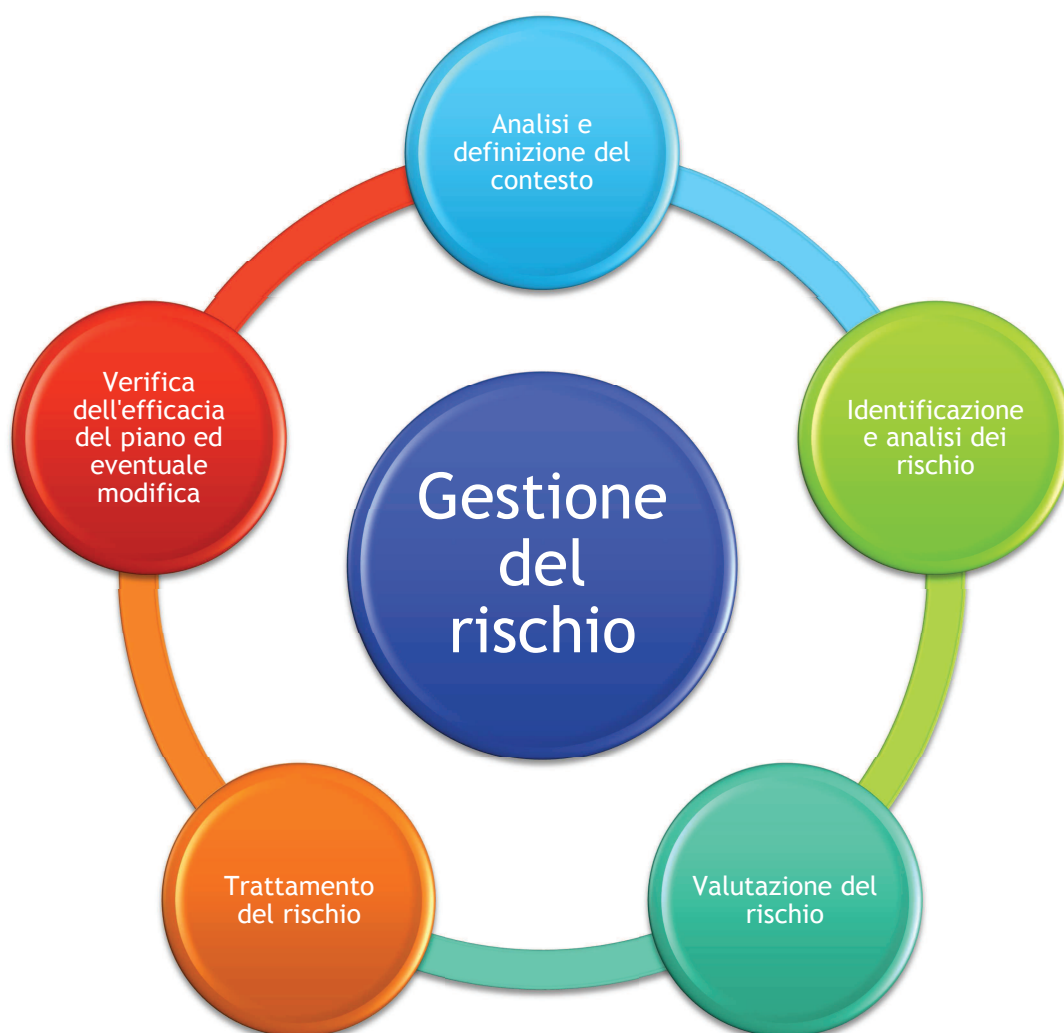 Analisi e
definizione del
contesto
Identificazione
e analisi dei
rischio
Valutazione del
rischio
Trattamento
del rischio
Verifica
dell'efficacia
del piano ed
eventuale
modifica
Gestione
del
rischio